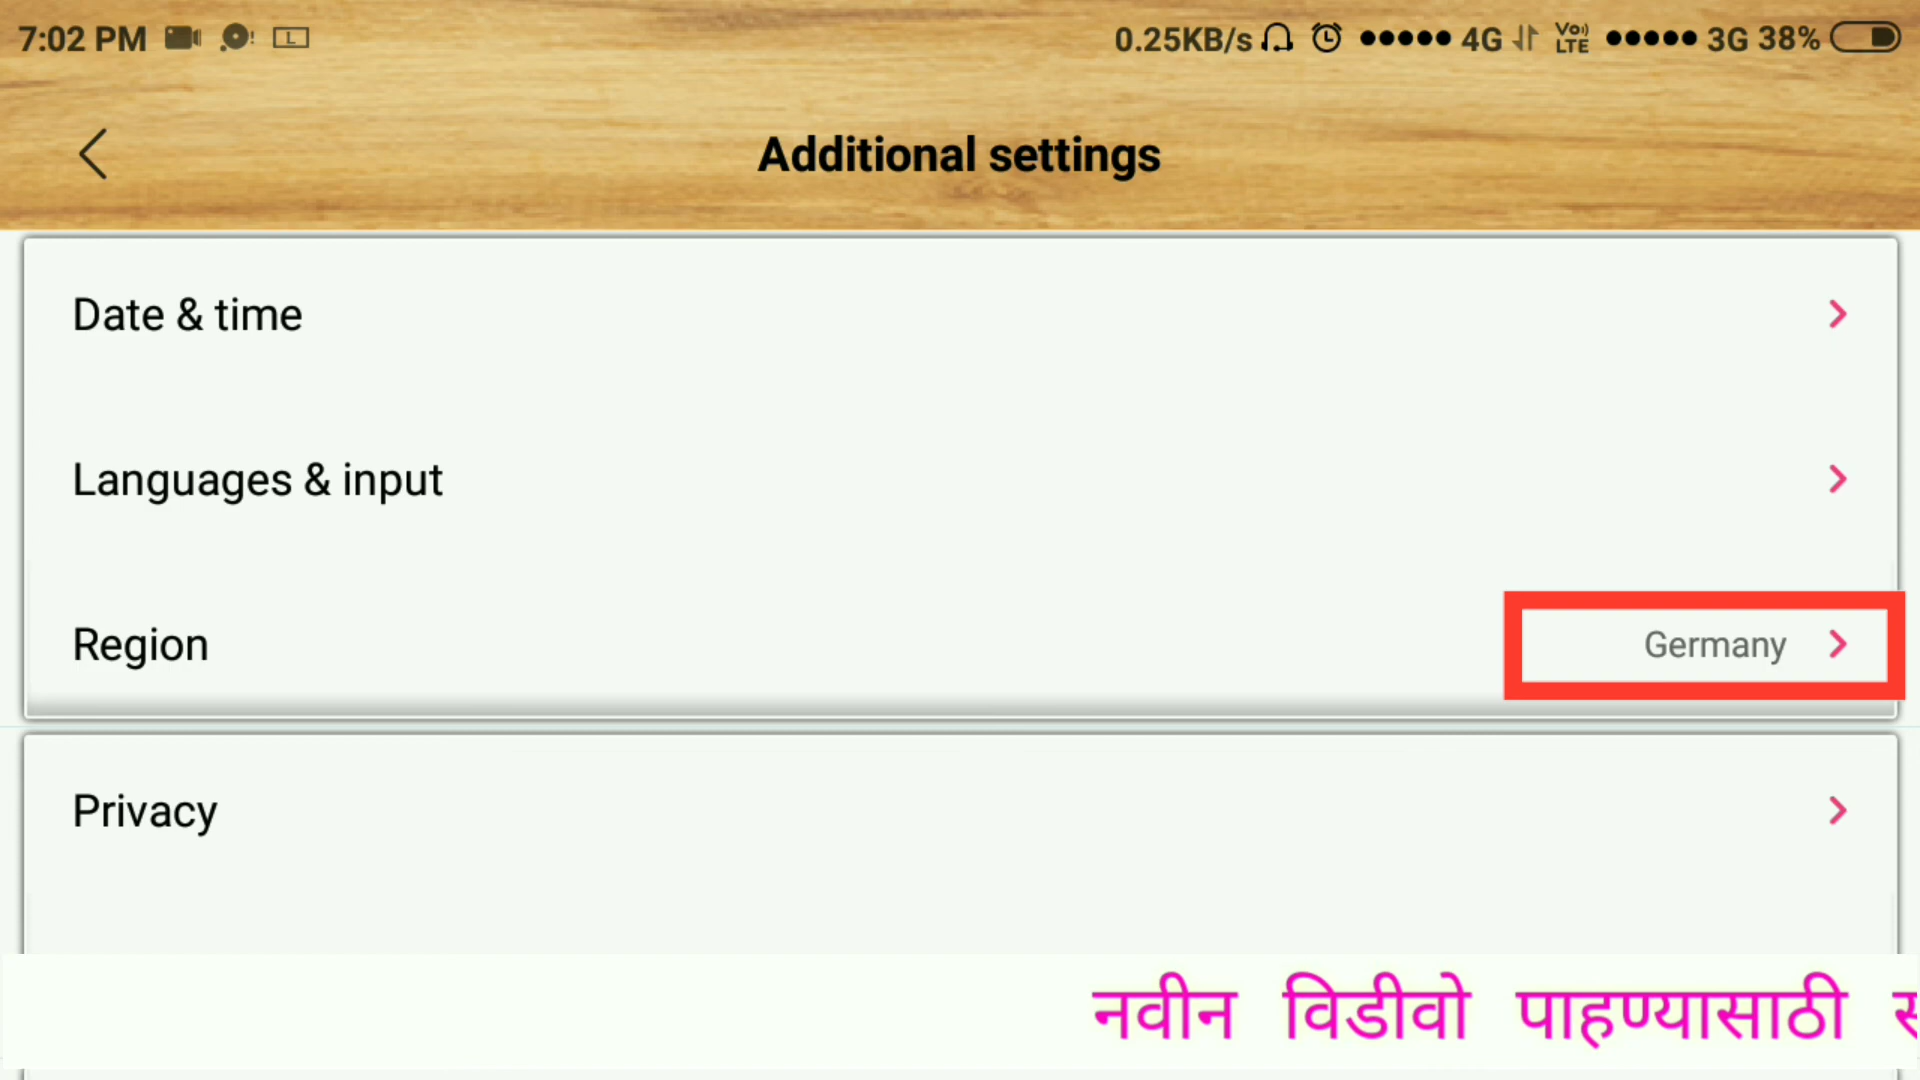 7:02 PM 0.25KB/s 4G VoLTE 3G 38%
Additional settings
Date & time
Languages & input
Region Germany
Privacy
नवीन विडीवो पाहण्यासाठी